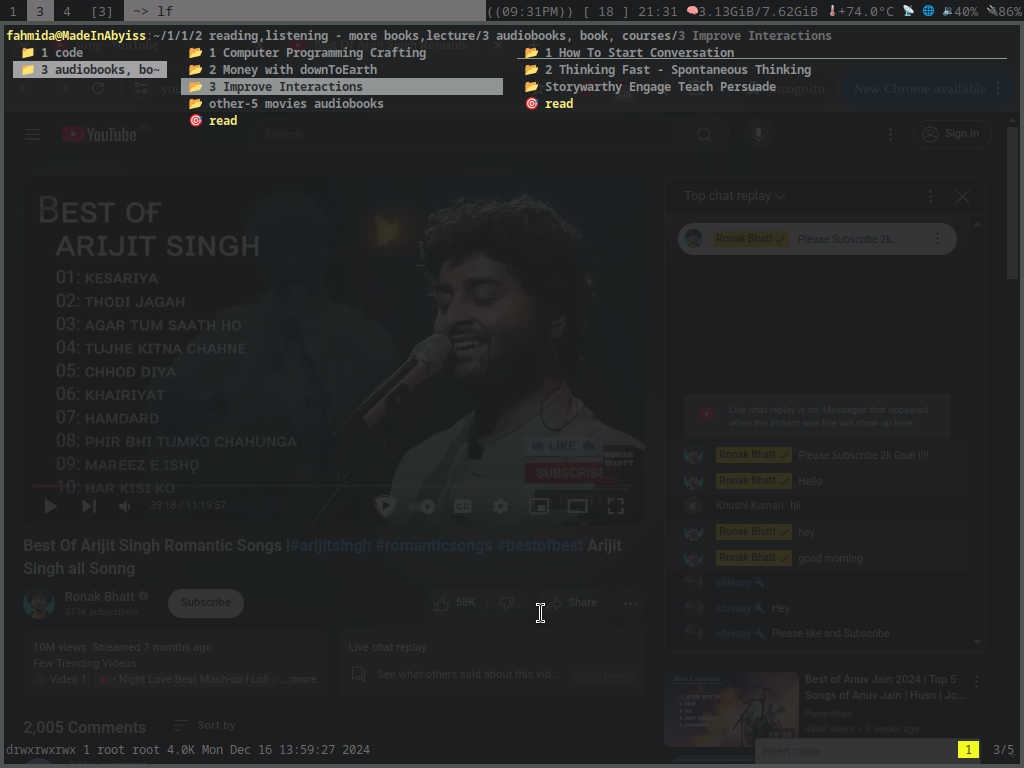 1 3 4 [3] ~> lf ((09:31PM)) [ 18 ] 21:31 🧠3.13GiB/7.62GiB 🌡+74.0°C 📡 🌐 🔉40% 🔌86%
fahmida@MadeInAbyiss:~/1/1/2 reading,listening - more books,lecture/3 audiobooks, book, courses/3 Improve Interactions
1 code
3 audiobooks, bo~
1 Computer Programming Crafting
2 Money with downToEarth
3 Improve Interactions
other-5 movies audiobooks
read
1 How To Start Conversation
2 Thinking Fast - Spontaneous Thinking
Storyworthy Engage Teach Persuade
read
Incognito
New Chrome available
YouTube
Search
Sign in
BEST OF
ARIJIT SINGH
01: KESARIYA
02: THODI JAGAH
03: AGAR TUM SAATH HO
04: TUJHE KITNA CHAHNE
05: CHHOD DIYA
06: KHAIRIYAT
07: HAMDARD
08: PHIR BHI TUMKO CHAHUNGA
09: MAREEZ E ISHQ
10: HAR KISI KO
LIKE
SUBSCRIBE
RONAK BHATT
39:18 / 11:19:57
Best Of Arijit Singh Romantic Songs |#arijitsingh #romanticsongs #bestofbest Arijit
Singh all Sonng
Ronak Bhatt
313K subscribers
Subscribe
58K
Share
10M views Streamed 7 months ago
Few Trending Videos
Video 1: • Night Love Best Mash-up | Lofi ...more
Live chat replay
See what others said about this vid...
2,005 Comments
Sort by
Top chat replay
Ronak Bhatt Please Subscribe 2k...
Live chat replay is on. Messages that appeared
when the stream was live will show up here.
Ronak Bhatt Please Subscribe 2k Goal !!!!
Ronak Bhatt Hello
K Khushi Kumari hii
Ronak Bhatt hey
Ronak Bhatt good morning
shivaay .
shivaay Hey
shivaay Please like and Subscribe
Best of Anuv Jain 2024 | Top 5
Songs of Anuv Jain | Husn | Jo...
PulseVibes
884K views • 3 weeks ago
19:28
Insert mode
drwxrwxrwx 1 root root 4.0K Mon Dec 16 13:59:27 2024
1 3/5